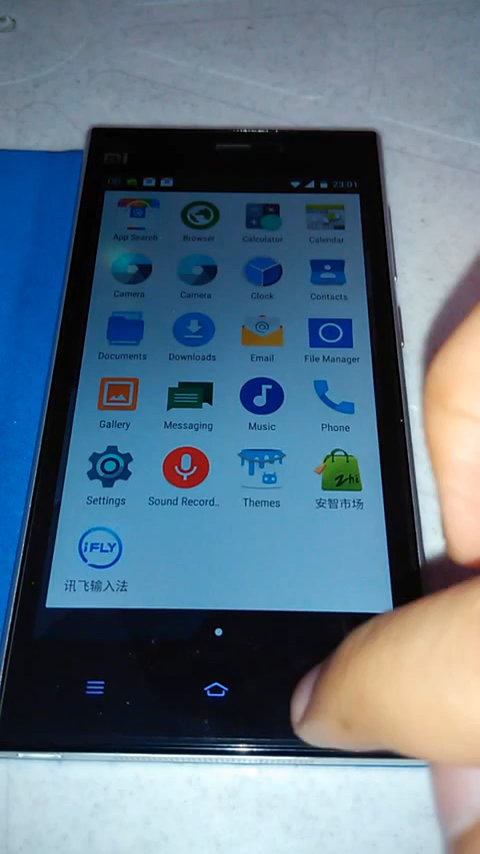 23:01
App Search Browser Calculator Calendar
Camera Camera Clock Contacts
Documents Downloads Email File Manager
Gallery Messaging Music Phone
Settings Sound Record.. Themes 安智市场
zhi
iFLY
讯飞输入法